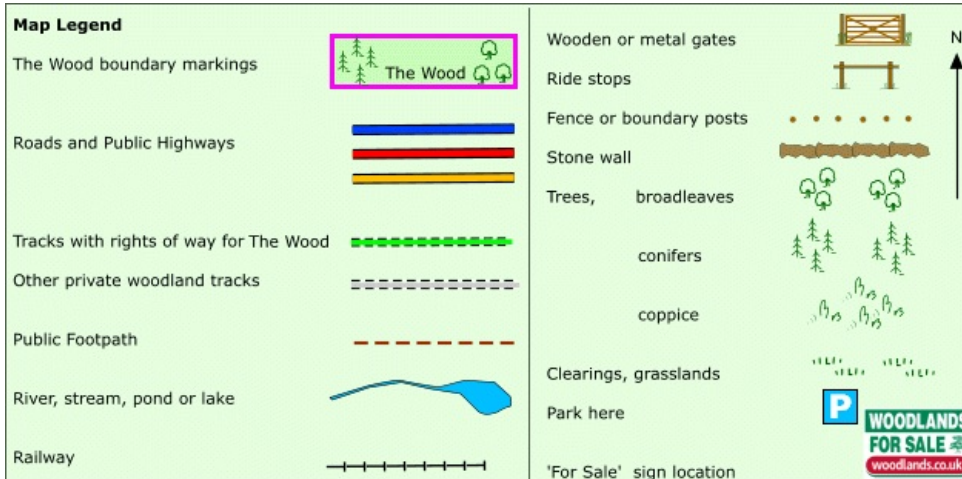 Map Legend
The Wood boundary markings
The Wood
Roads and Public Highways
Tracks with rights of way for The Wood
Other private woodland tracks
Public Footpath
River, stream, pond or lake
Railway
Wooden or metal gates
N
Ride stops
Fence or boundary posts
Stone wall
Trees, broadleaves
conifers
coppice
Clearings, grasslands
Park here
P
WOODLANDS
FOR SALE
woodlands.co.uk
'For Sale' sign location